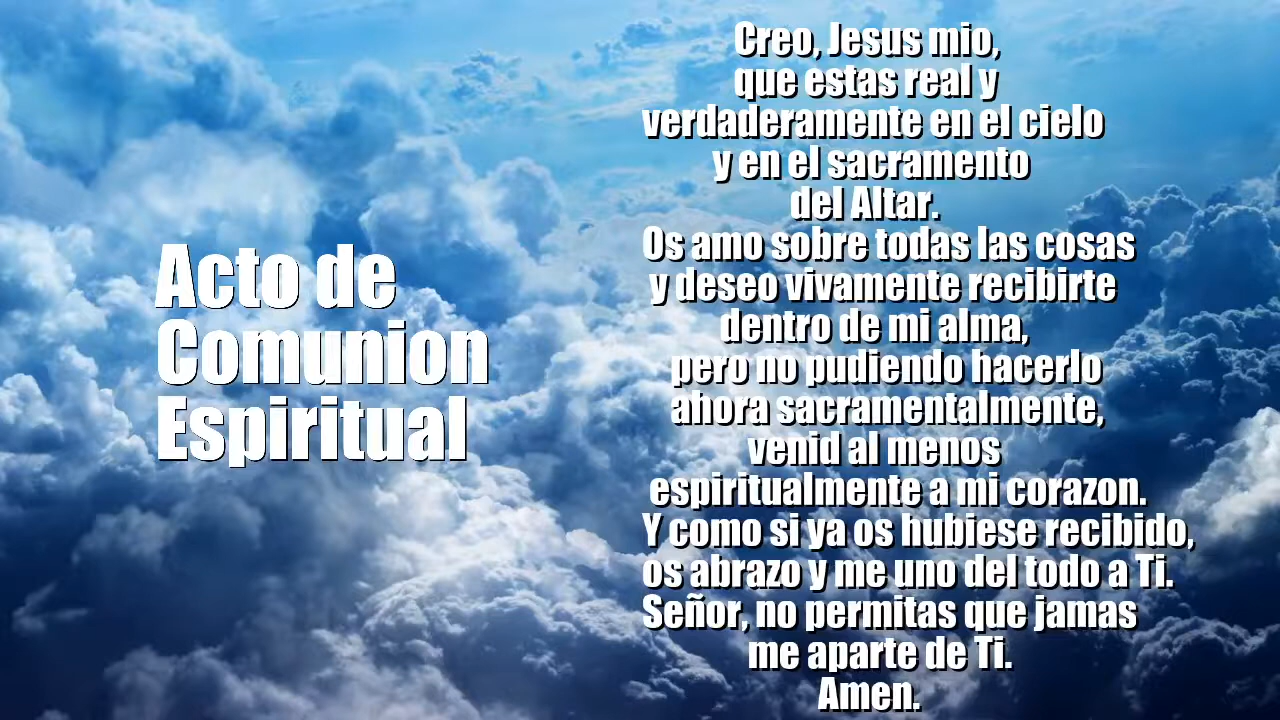 Acto de
Comunion
Espiritual
Creo, Jesus mio,
que estas real y
verdaderamente en el cielo
y en el sacramento
del Altar.
Os amo sobre todas las cosas
y deseo vivamente recibirte
dentro de mi alma,
pero no pudiendo hacerlo
ahora sacramentalmente,
venid al menos
espiritualmente a mi corazon.
Y como si ya os hubiese recibido,
os abrazo y me uno del todo a Ti.
Señor, no permitas que jamas
me aparte de Ti.
Amen.